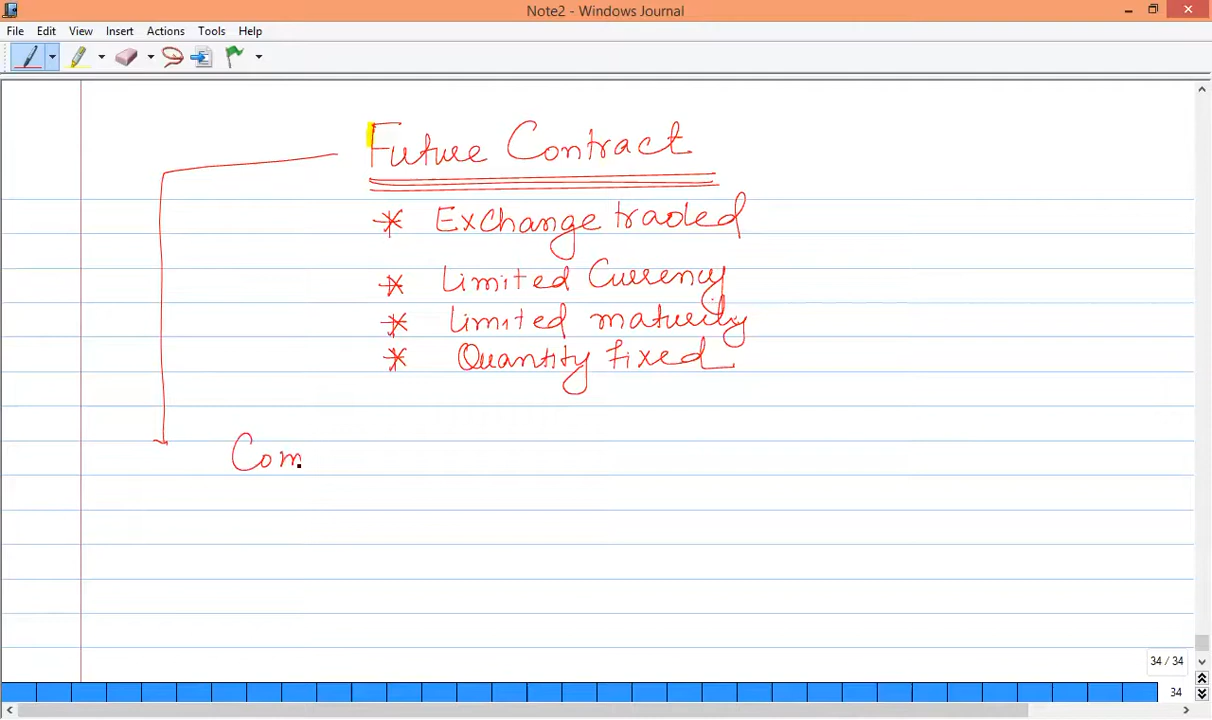 Note2 - Windows Journal
File Edit View Insert Actions Tools Help
Future Contract
* Exchange traded
* Limited Currency
* Limited maturity
* Quantity fixed
Com
34 / 34
34